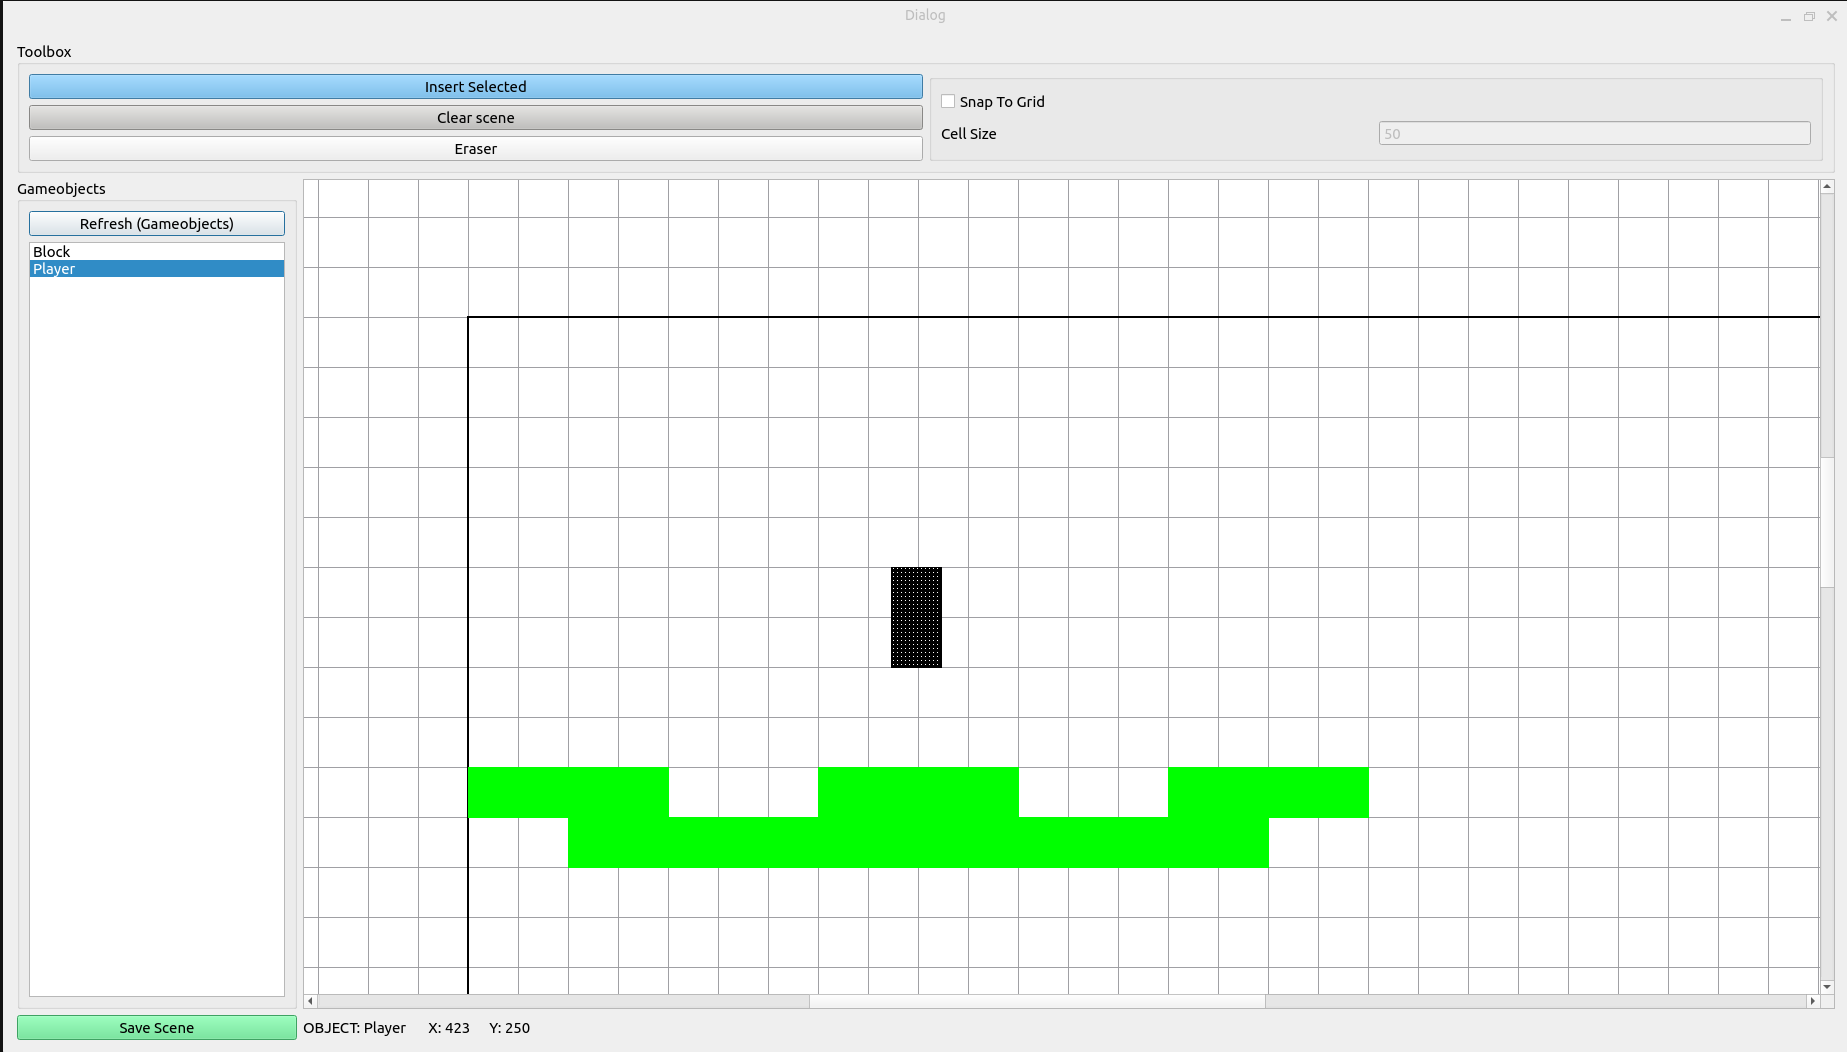 Dialog
Toolbox
Insert Selected
Clear scene
Eraser
Snap To Grid
Cell Size 50
Gameobjects
Refresh (Gameobjects)
Block
Player
Save Scene
OBJECT: Player X: 423 Y: 250